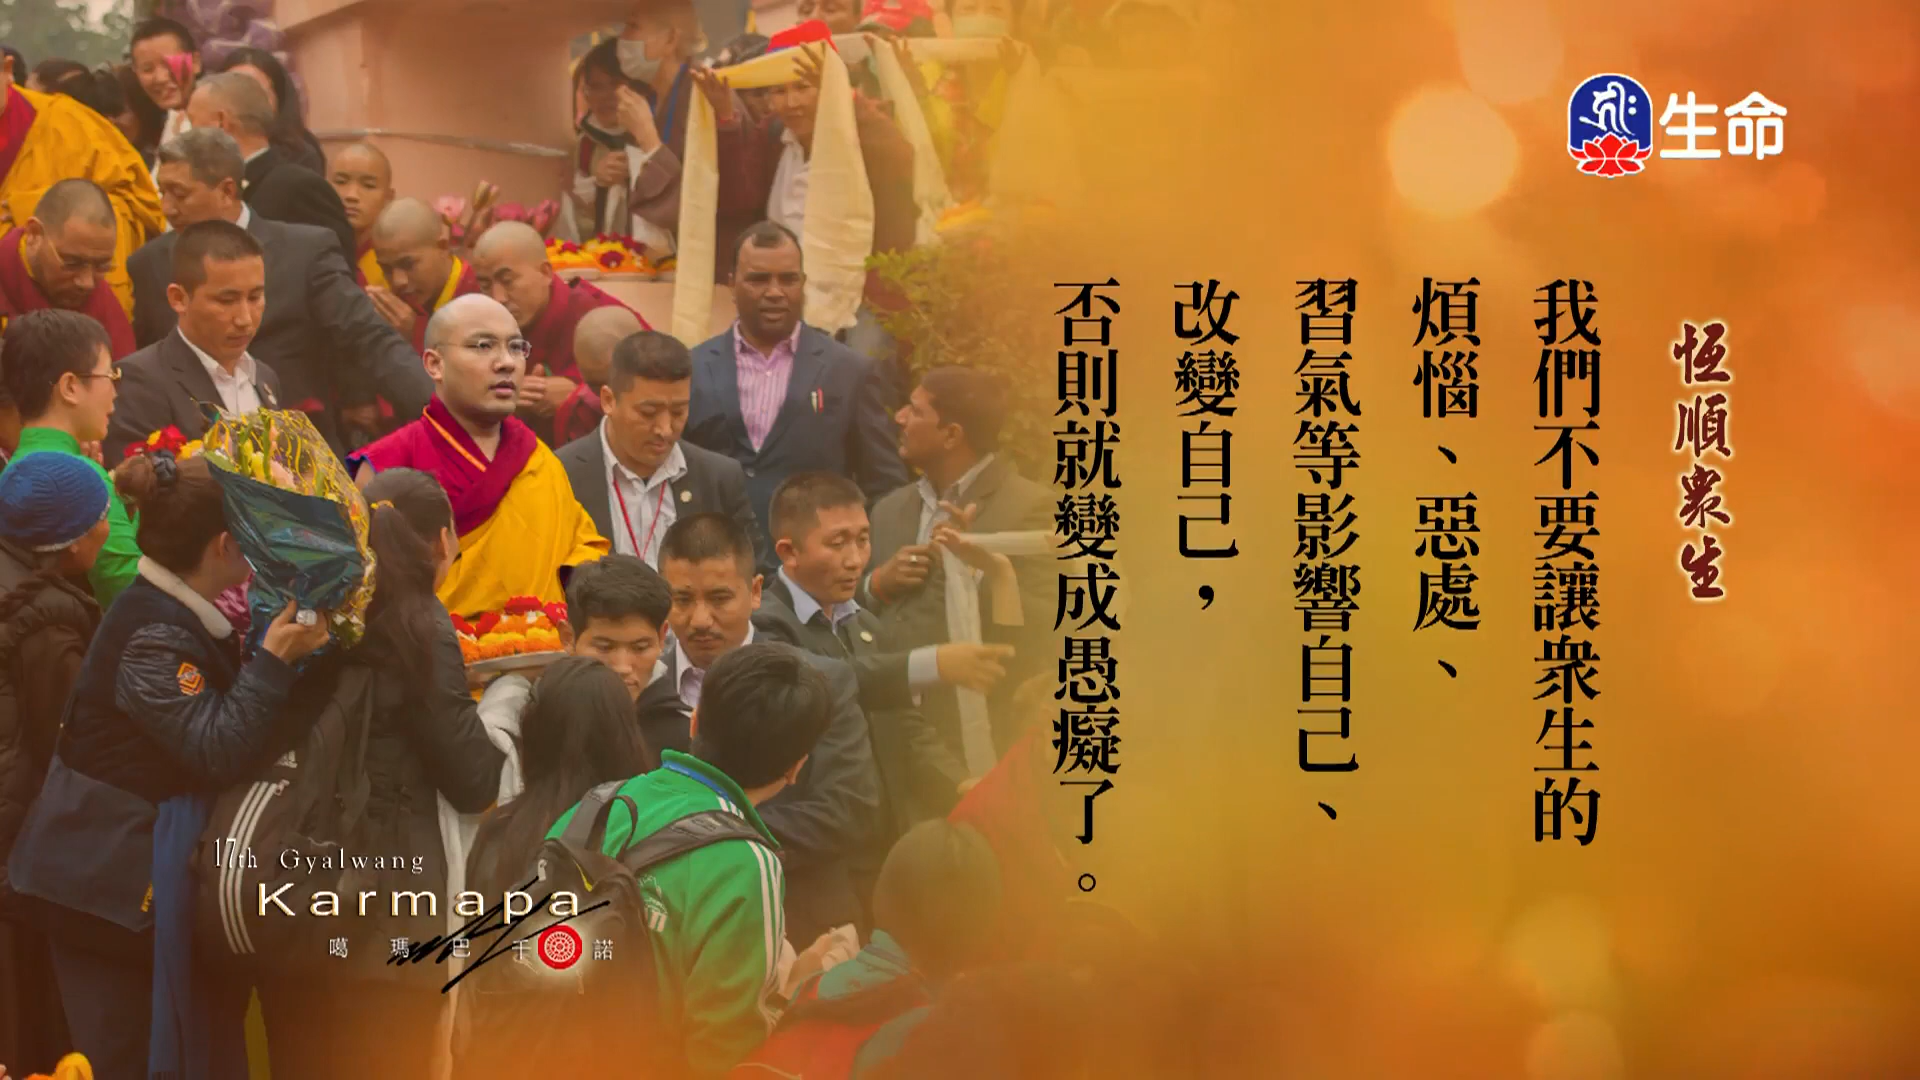 生命
恆順眾生
我們不要讓眾生的
煩惱、惡處、
習氣等影響自己、
改變自己，
否則就變成愚癡了。
17th Gyalwang
Karmapa
噶瑪巴千諾